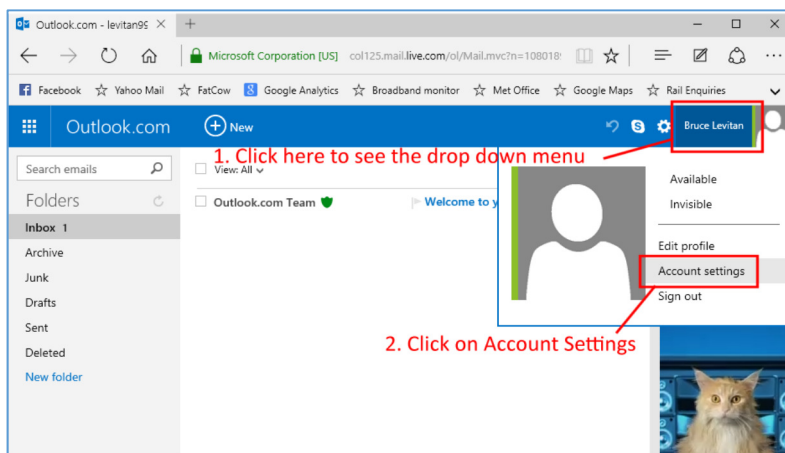 Outlook.com - levitan99
Microsoft Corporation [US] col125.mail.live.com/ol/Mail.mvc?n=108018
Facebook Yahoo Mail FatCow Google Analytics Broadband monitor Met Office Google Maps Rail Enquiries
Outlook.com New Bruce Levitan
1. Click here to see the drop down menu
Search emails View: All
Available
Folders Outlook.com Team Welcome to y
Invisible
Inbox 1
Edit profile
Archive
Account settings
Junk
Sign out
Drafts
Sent
2. Click on Account Settings
Deleted
New folder